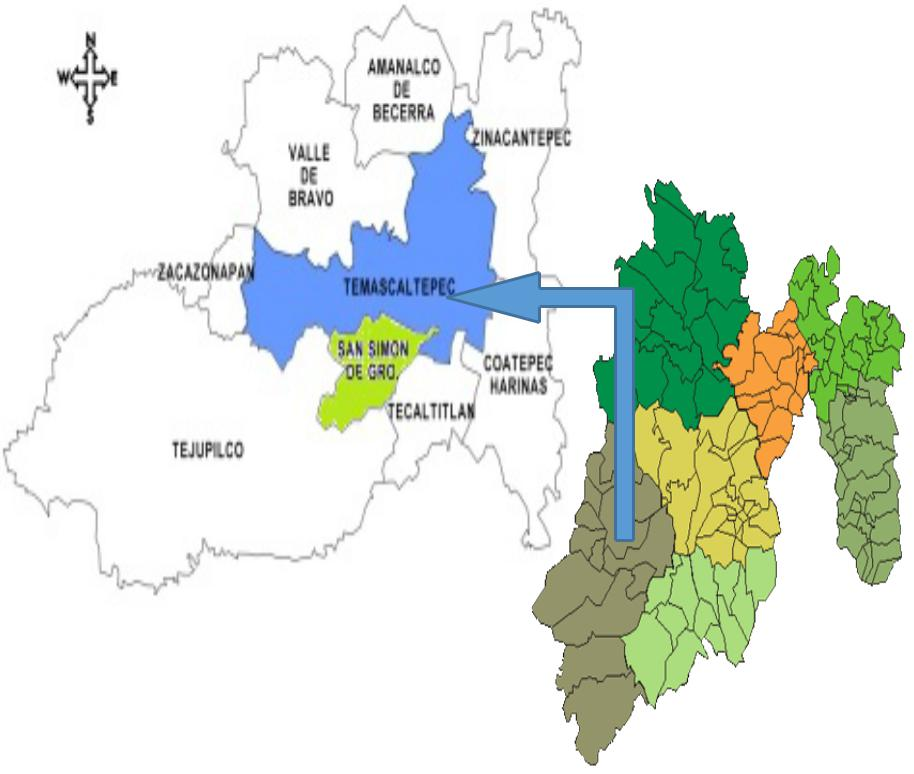 N
W E
S
AMANALCO
DE
BECERRA
ZINACANTEPEC
VALLE
DE
BRAVO
ZACAZONAPAN
TEMASCALTEPEC
SAN SIMON
DE GRO.
COATEPEC
HARINAS
TECALTITLAN
TEJUPILCO